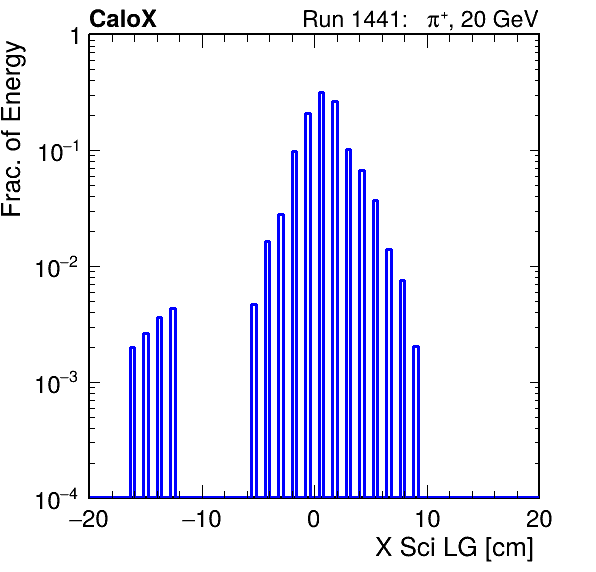 CaloX Run 1441: π⁺, 20 GeV
Frac. of Energy
1
10⁻¹
10⁻²
10⁻³
10⁻⁴
−20 −10 0 10 20
X Sci LG [cm]